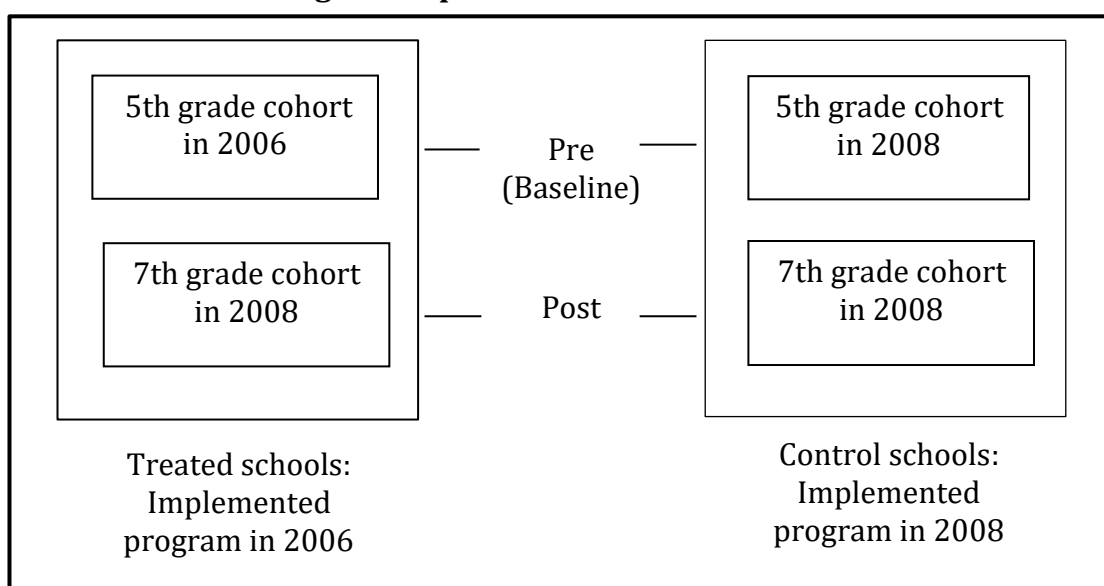 5th grade cohort
in 2006
Pre
(Baseline)
5th grade cohort
in 2008
7th grade cohort
in 2008
Post
7th grade cohort
in 2008
Treated schools:
Implemented
program in 2006
Control schools:
Implemented
program in 2008